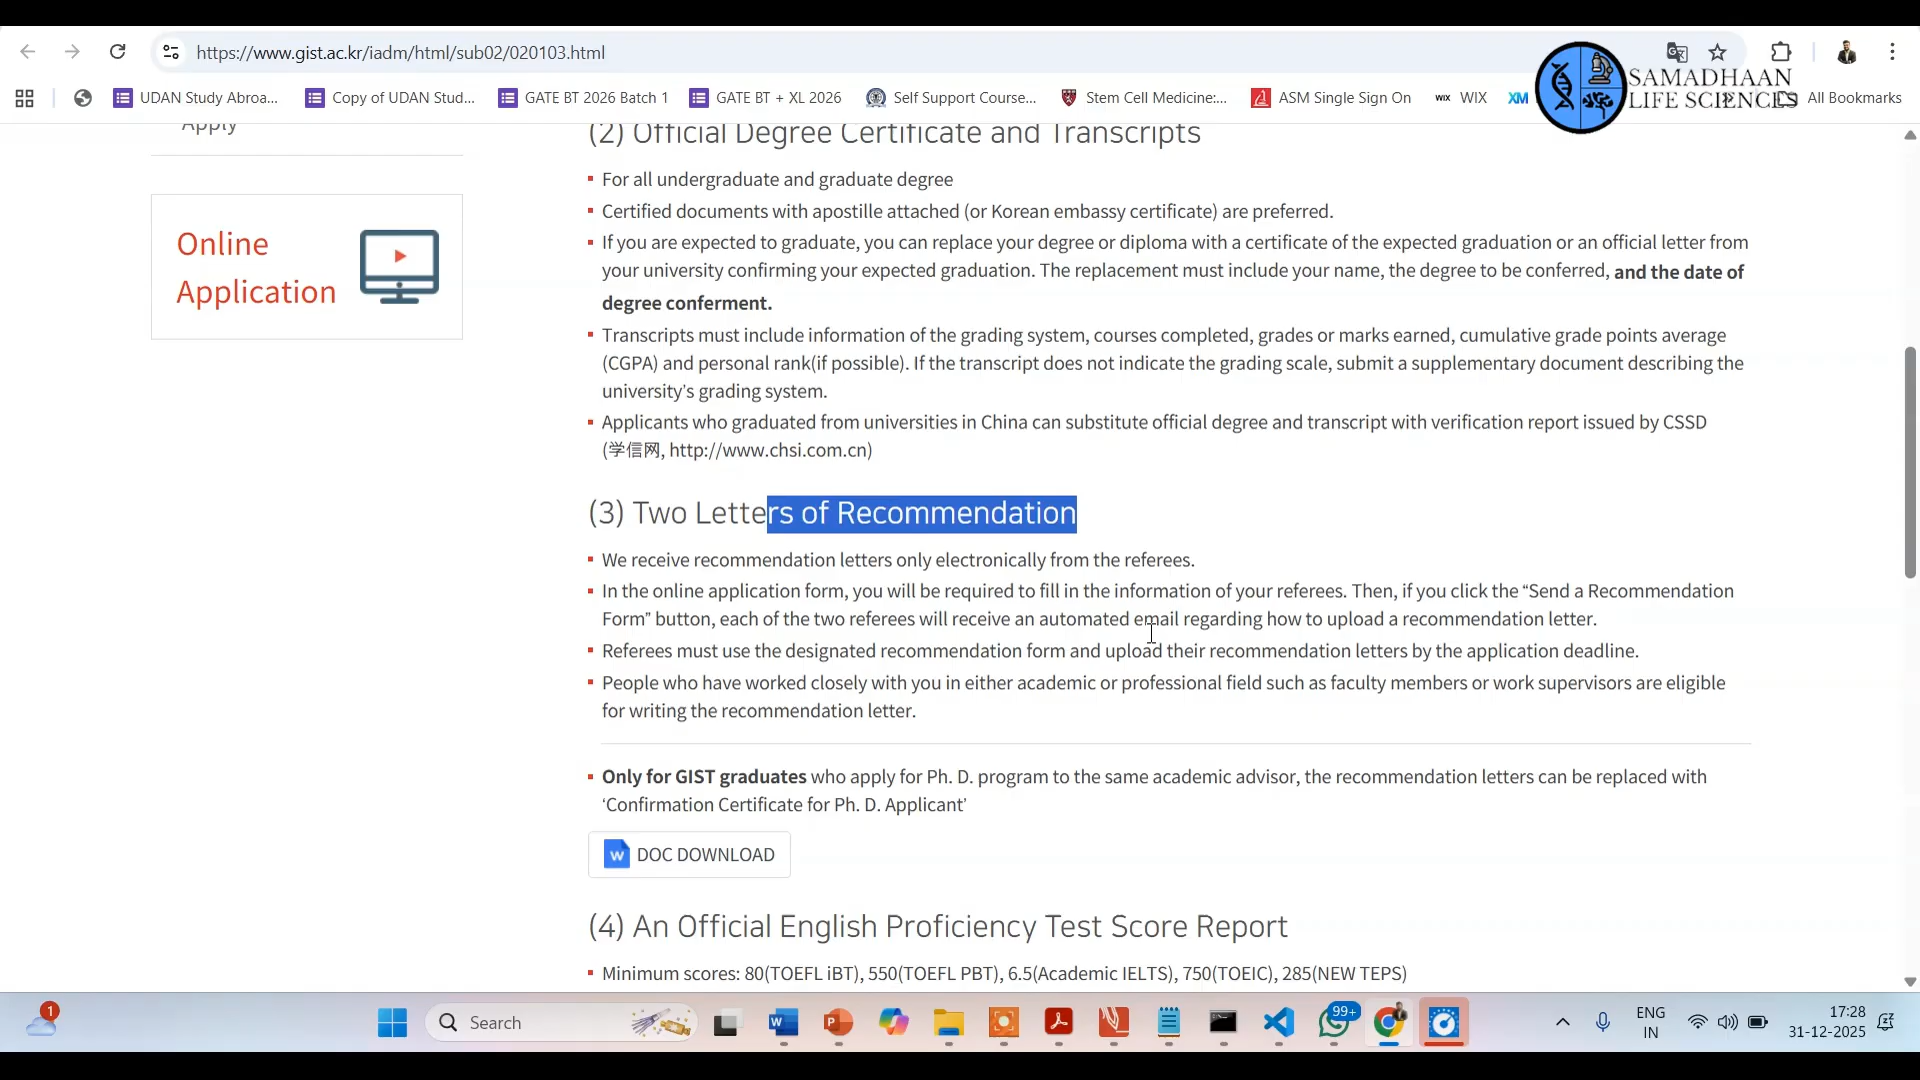 https://www.gist.ac.kr/iadm/html/sub02/020103.html
UDAN Study Abroa...
Copy of UDAN Stud...
GATE BT 2026 Batch 1
GATE BT + XL 2026
Self Support Course...
Stem Cell Medicine:...
ASM Single Sign On
WIX WIX
XM
All Bookmarks
SAMADHAAN
LIFE SCIENCES
Apply
Online
Application
(2) Official Degree Certificate and Transcripts
For all undergraduate and graduate degree
Certified documents with apostille attached (or Korean embassy certificate) are preferred.
If you are expected to graduate, you can replace your degree or diploma with a certificate of the expected graduation or an official letter from
your university confirming your expected graduation. The replacement must include your name, the degree to be conferred, and the date of
degree conferment.
Transcripts must include information of the grading system, courses completed, grades or marks earned, cumulative grade points average
(CGPA) and personal rank(if possible). If the transcript does not indicate the grading scale, submit a supplementary document describing the
university's grading system.
Applicants who graduated from universities in China can substitute official degree and transcript with verification report issued by CSSD
(学信网, http://www.chsi.com.cn)
(3) Two Letters of Recommendation
We receive recommendation letters only electronically from the referees.
In the online application form, you will be required to fill in the information of your referees. Then, if you click the “Send a Recommendation
Form” button, each of the two referees will receive an automated email regarding how to upload a recommendation letter.
Referees must use the designated recommendation form and upload their recommendation letters by the application deadline.
People who have worked closely with you in either academic or professional field such as faculty members or work supervisors are eligible
for writing the recommendation letter.
Only for GIST graduates who apply for Ph. D. program to the same academic advisor, the recommendation letters can be replaced with
‘Confirmation Certificate for Ph. D. Applicant’
W DOC DOWNLOAD
(4) An Official English Proficiency Test Score Report
Minimum scores: 80(TOEFL iBT), 550(TOEFL PBT), 6.5(Academic IELTS), 750(TOEIC), 285(NEW TEPS)
1
Search
99+
ENG
IN
17:28
31-12-2025